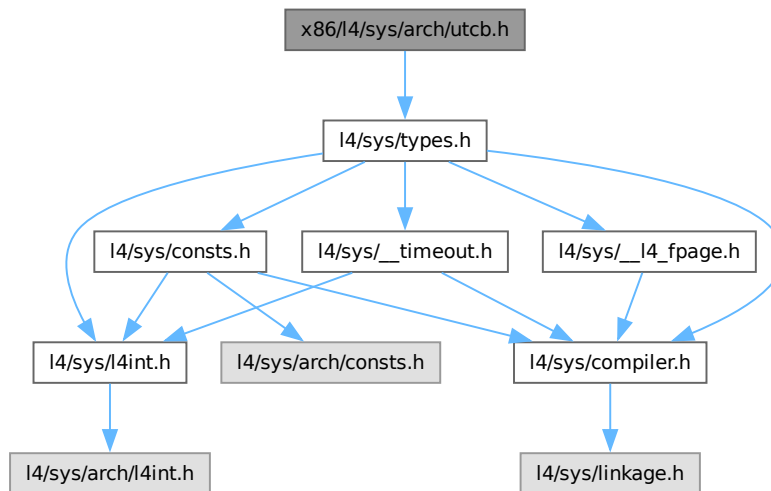 x86/l4/sys/arch/utcb.h
l4/sys/types.h
l4/sys/consts.h
l4/sys/__timeout.h
l4/sys/__l4_fpage.h
l4/sys/l4int.h
l4/sys/arch/consts.h
l4/sys/compiler.h
l4/sys/arch/l4int.h
l4/sys/linkage.h